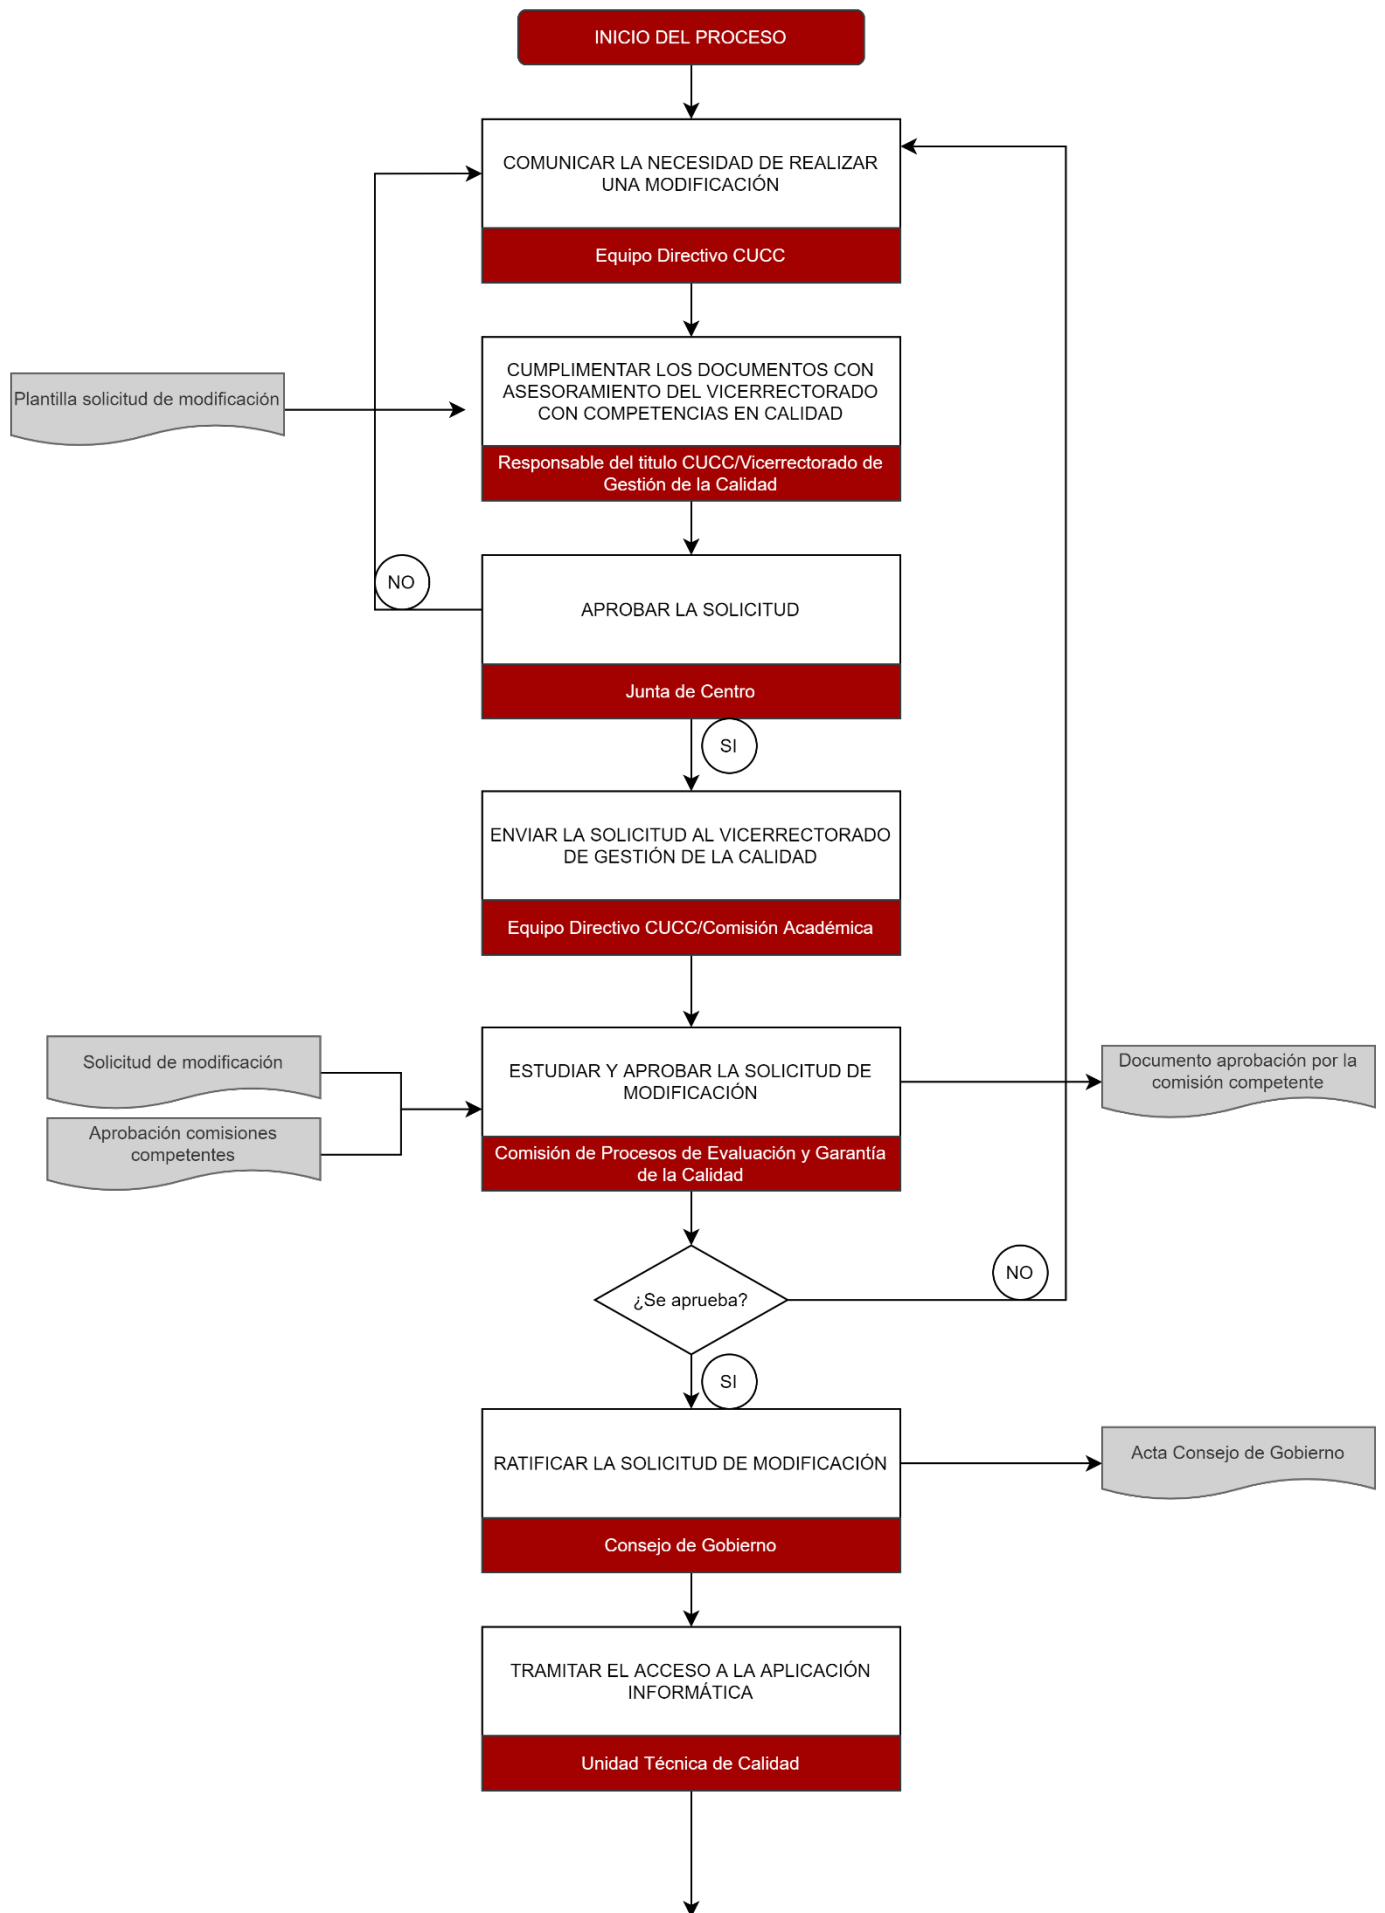 INICIO DEL PROCESO
COMUNICAR LA NECESIDAD DE REALIZAR
UNA MODIFICACIÓN
Equipo Directivo CUCC
Plantilla solicitud de modificación
CUMPLIMENTAR LOS DOCUMENTOS CON
ASESORAMIENTO DEL VICERRECTORADO
CON COMPETENCIAS EN CALIDAD
Responsable del titulo CUCC/Vicerrectorado de
Gestión de la Calidad
NO
APROBAR LA SOLICITUD
Junta de Centro
SI
ENVIAR LA SOLICITUD AL VICERRECTORADO
DE GESTIÓN DE LA CALIDAD
Equipo Directivo CUCC/Comisión Académica
Solicitud de modificación
Aprobación comisiones
competentes
ESTUDIAR Y APROBAR LA SOLICITUD DE
MODIFICACIÓN
Comisión de Procesos de Evaluación y Garantía
de la Calidad
Documento aprobación por la
comisión competente
¿Se aprueba?
NO
SI
RATIFICAR LA SOLICITUD DE MODIFICACIÓN
Consejo de Gobierno
Acta Consejo de Gobierno
TRAMITAR EL ACCESO A LA APLICACIÓN
INFORMÁTICA
Unidad Técnica de Calidad